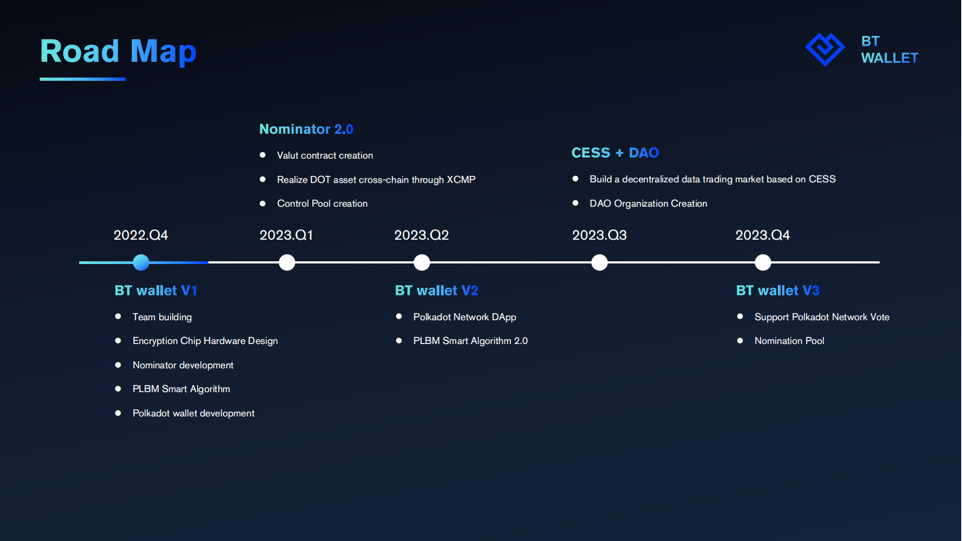 Road Map
BT
WALLET
Nominator 2.0
Valut contract creation
Realize DOT asset cross-chain through XCMP
Control Pool creation
CESS + DAO
Build a decentralized data trading market based on CESS
DAO Organization Creation
2022.Q4
2023.Q1
2023.Q2
2023.Q3
2023.Q4
BT wallet V1
Team building
Encryption Chip Hardware Design
Nominator development
PLBM Smart Algorithm
Polkadot wallet development
BT wallet V2
Polkadot Network DApp
PLBM Smart Algorithm 2.0
BT wallet V3
Support Polkadot Network Vote
Nomination Pool